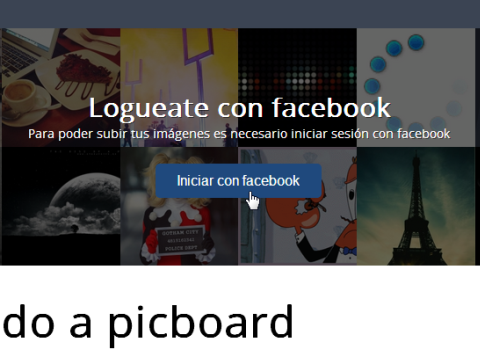 Logueate con facebook
Para poder subir tus imágenes es necesario iniciar sesión con facebook
Iniciar con facebook
GOTHAM CITY
POLICE DEPT
do a picboard